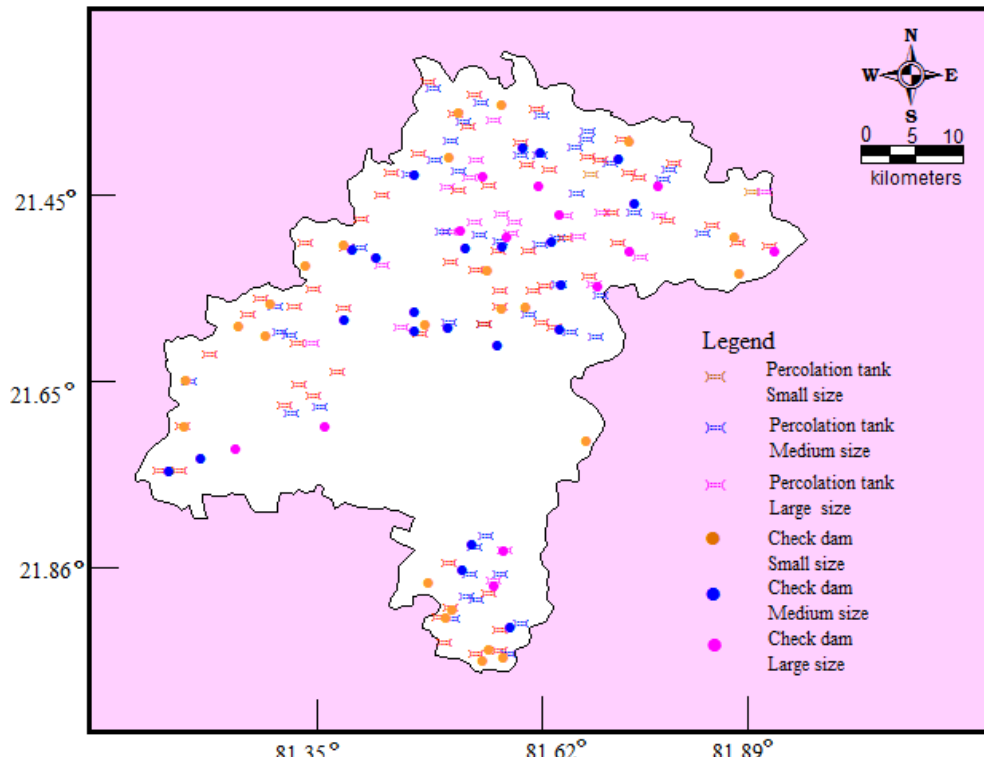 N
W E
S
0 5 10
kilometers
21.45°
21.65°
21.86°
Legend
Percolation tank
Small size
Percolation tank
Medium size
Percolation tank
Large size
Check dam
Small size
Check dam
Medium size
Check dam
Large size
81.35° 81.62° 81.89°